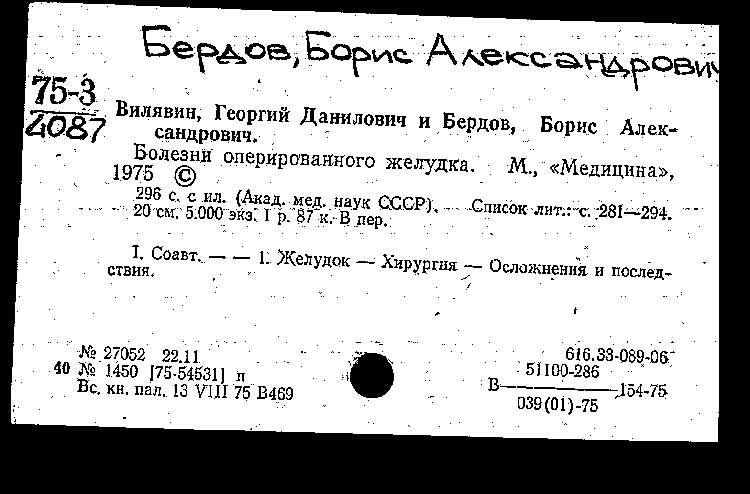 Бердов, Борис Александрович
75-3
4087
Вилявин, Георгий Данилович и Бердов, Борис Алек-
сандрович.
Болезни оперированного желудка. М., «Медицина»,
1975 ©
296 с. с ил. (Акад. мед. наук СССР). Список лит.: с. 281—294.
20 см. 5.000 экз. 1 р. 87 к. В пер.
I. Соавт. — — 1. Желудок — Хирургия — Осложнения и послед-
ствия.
№ 27052 22.11
40 № 1450 [75-54531] п
Вс. кн. пал. 13 VIII 75 В469
616.33-089-06
51100-286
В — 154-75
039(01)-75